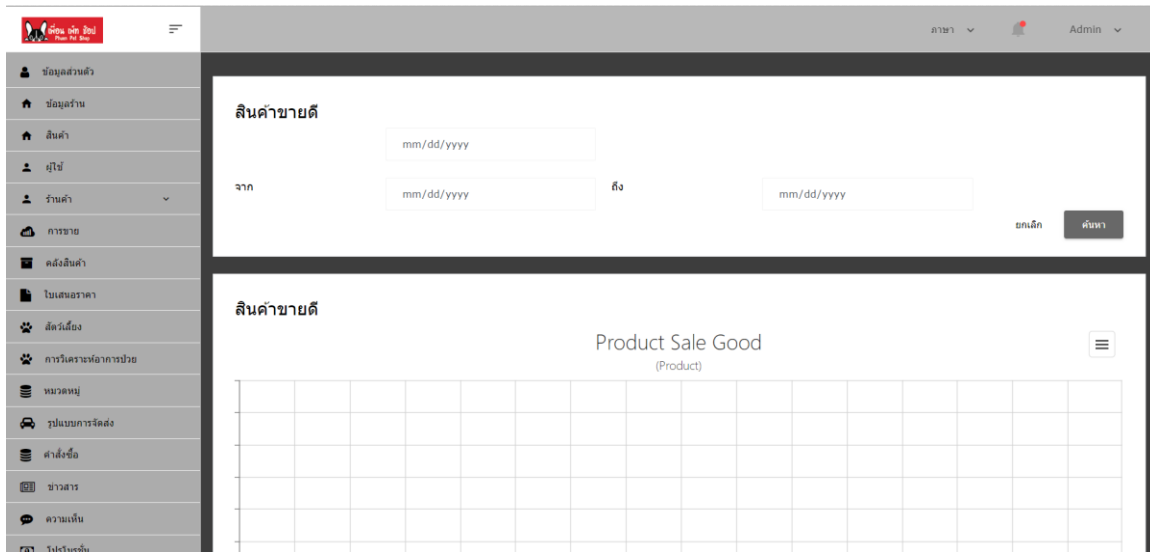 เพื่อน เพ็ท ช้อป
Phuen Pet Shop
ภาษา
Admin
ข้อมูลส่วนตัว
ข้อมูลร้าน
สินค้า
ผู้ใช้
ร้านค้า
การขาย
คลังสินค้า
ใบเสนอราคา
สัตว์เลี้ยง
การวิเคราะห์อาการป่วย
หมวดหมู่
รูปแบบการจัดส่ง
คำสั่งซื้อ
ข่าวสาร
ความเห็น
โปรโมรชั่น
สินค้าขายดี
mm/dd/yyyy
จาก mm/dd/yyyy ถึง mm/dd/yyyy
ยกเลิก ค้นหา
สินค้าขายดี
Product Sale Good
(Product)